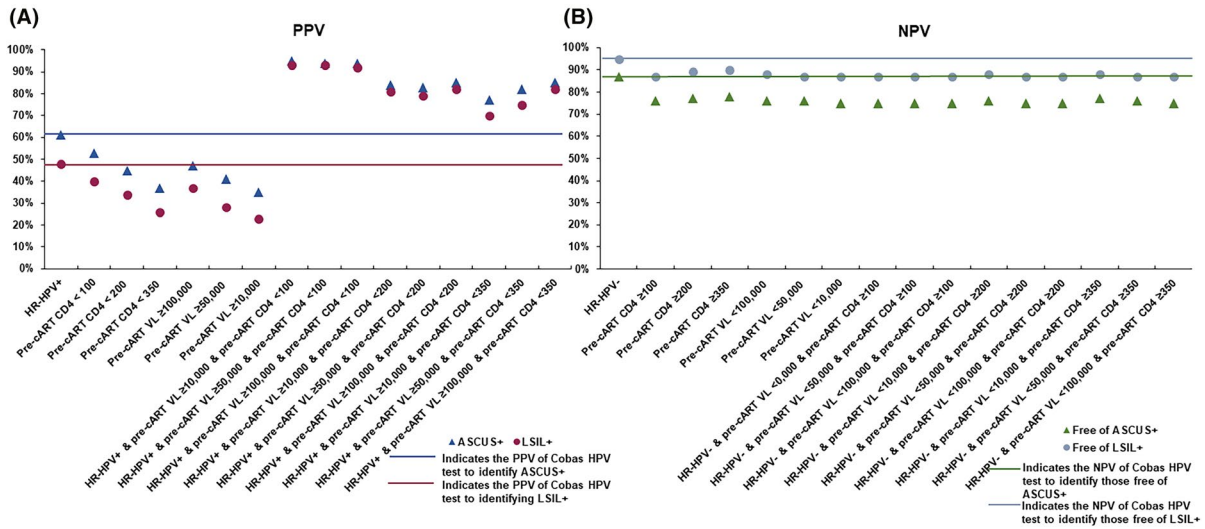 (A)
PPV
100%
90%
80%
70%
60%
50%
40%
30%
20%
10%
0%
HR-HPV+
Pre-cART CD4 < 100
Pre-cART CD4 < 200
Pre-cART CD4 < 350
Pre-cART VL ≥100,000
Pre-cART VL ≥50,000
Pre-cART VL ≥10,000
HR-HPV+ & pre-cART VL ≥10,000 & pre-cART CD4 <100
HR-HPV+ & pre-cART VL ≥50,000 & pre-cART CD4 <100
HR-HPV+ & pre-cART VL ≥100,000 & pre-cART CD4 <100
HR-HPV+ & pre-cART VL ≥10,000 & pre-cART CD4 <200
HR-HPV+ & pre-cART VL ≥50,000 & pre-cART CD4 <200
HR-HPV+ & pre-cART VL ≥100,000 & pre-cART CD4 <200
HR-HPV+ & pre-cART VL ≥10,000 & pre-cART CD4 <350
HR-HPV+ & pre-cART VL ≥50,000 & pre-cART CD4 <350
HR-HPV+ & pre-cART VL ≥100,000 & pre-cART CD4 <350
ASCUS+ LSIL+
Indicates the PPV of Cobas HPV
test to identify ASCUS+
Indicates the PPV of Cobas HPV
test to identifying LSIL+
(B)
NPV
100%
90%
80%
70%
60%
50%
40%
30%
20%
10%
0%
HR-HPV-
Pre-cART CD4 ≥100
Pre-cART CD4 ≥200
Pre-cART CD4 ≥350
Pre-cART VL <100,000
Pre-cART VL <50,000
Pre-cART VL <10,000
HR-HPV- & pre-cART VL <0,000 & pre-cART CD4 ≥100
HR-HPV- & pre-cART VL <50,000 & pre-cART CD4 ≥100
HR-HPV- & pre-cART VL <100,000 & pre-cART CD4 ≥100
HR-HPV- & pre-cART VL <10,000 & pre-cART CD4 ≥200
HR-HPV- & pre-cART VL <50,000 & pre-cART CD4 ≥200
HR-HPV- & pre-cART VL <100,000 & pre-cART CD4 ≥200
HR-HPV- & pre-cART VL <10,000 & pre-cART CD4 ≥350
HR-HPV- & pre-cART VL <50,000 & pre-cART CD4 ≥350
HR-HPV- & pre-cART VL <100,000 & pre-cART CD4 ≥350
Free of ASCUS+
Free of LSIL+
Indicates the NPV of Cobas HPV
test to identify those free of
ASCUS+
Indicates the NPV of Cobas HPV
test to identify those free of LSIL+